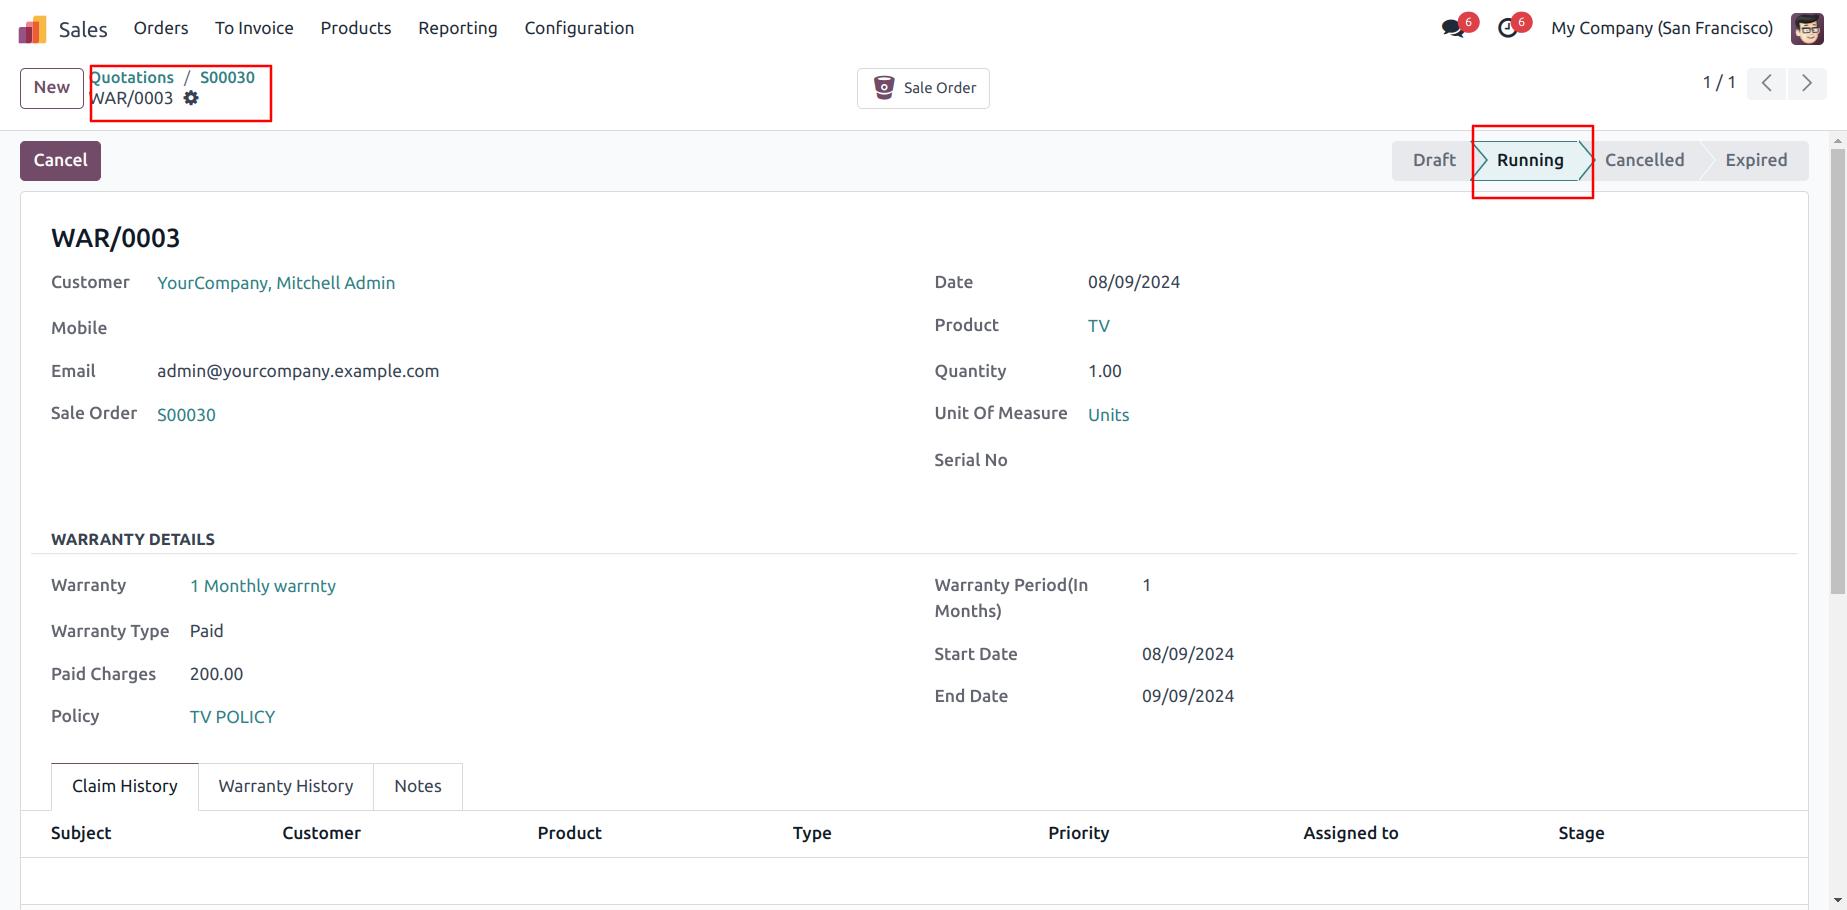 Sales Orders To Invoice Products Reporting Configuration 6 6 My Company (San Francisco)
New Quotations / S00030
WAR/0003
Sale Order
1 / 1
Cancel Draft Running Cancelled Expired
WAR/0003
Customer YourCompany, Mitchell Admin
Mobile
Email admin@yourcompany.example.com
Sale Order S00030
Date 08/09/2024
Product TV
Quantity 1.00
Unit Of Measure Units
Serial No
WARRANTY DETAILS
Warranty 1 Monthly warrnty
Warranty Type Paid
Paid Charges 200.00
Policy TV POLICY
Warranty Period(In
Months) 1
Start Date 08/09/2024
End Date 09/09/2024
Claim History Warranty History Notes
Subject Customer Product Type Priority Assigned to Stage